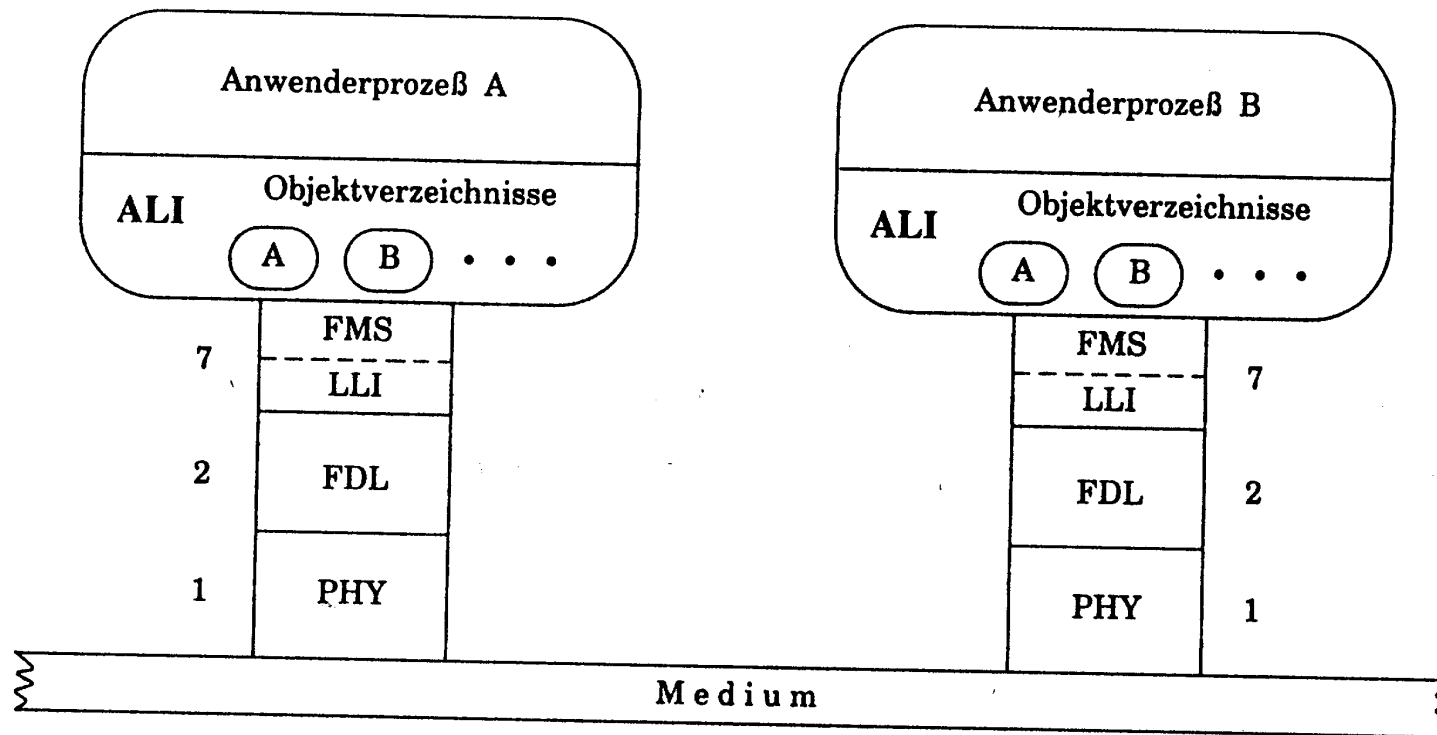 Anwenderprozeß A
ALI
Objektverzeichnisse
A B • • •
7
FMS
LLI
2
FDL
1
PHY
Anwenderprozeß B
ALI
Objektverzeichnisse
A B • • •
FMS
7
LLI
FDL
2
PHY
1
Medium